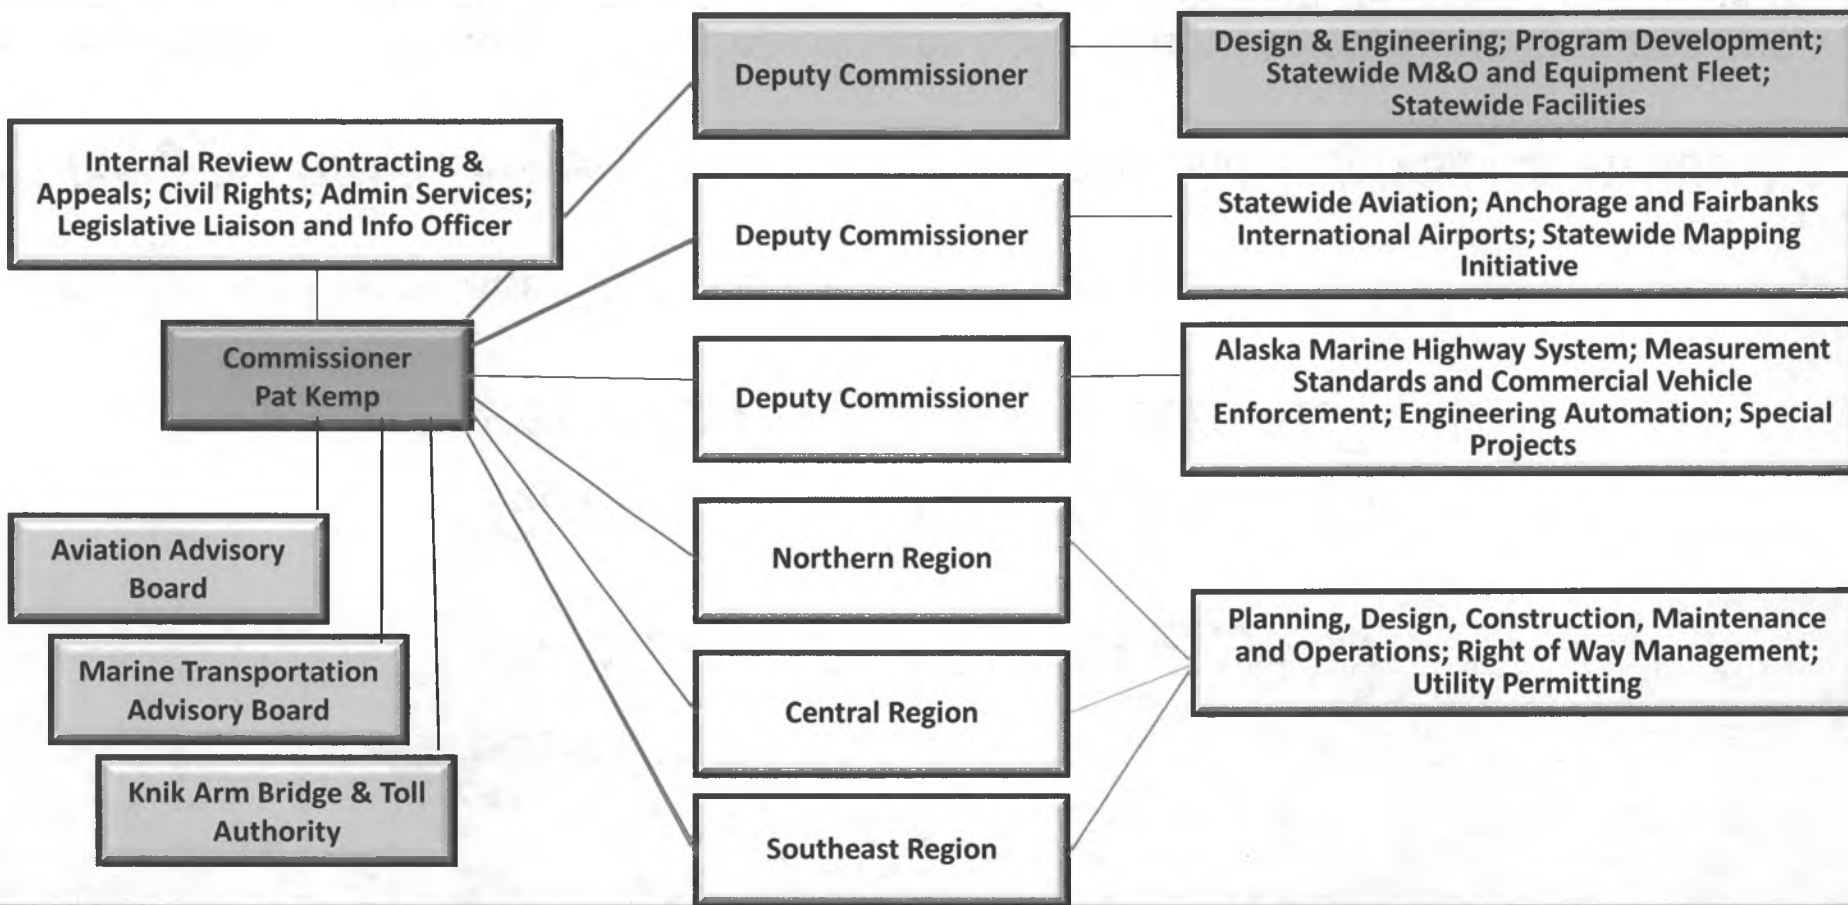 Deputy Commissioner
Design & Engineering; Program Development;
Statewide M&O and Equipment Fleet;
Statewide Facilities
Internal Review Contracting &
Appeals; Civil Rights; Admin Services;
Legislative Liaison and Info Officer
Deputy Commissioner
Statewide Aviation; Anchorage and Fairbanks
International Airports; Statewide Mapping
Initiative
Commissioner
Pat Kemp
Deputy Commissioner
Alaska Marine Highway System; Measurement
Standards and Commercial Vehicle
Enforcement; Engineering Automation; Special
Projects
Aviation Advisory
Board
Northern Region
Marine Transportation
Advisory Board
Central Region
Planning, Design, Construction, Maintenance
and Operations; Right of Way Management;
Utility Permitting
Knik Arm Bridge & Toll
Authority
Southeast Region